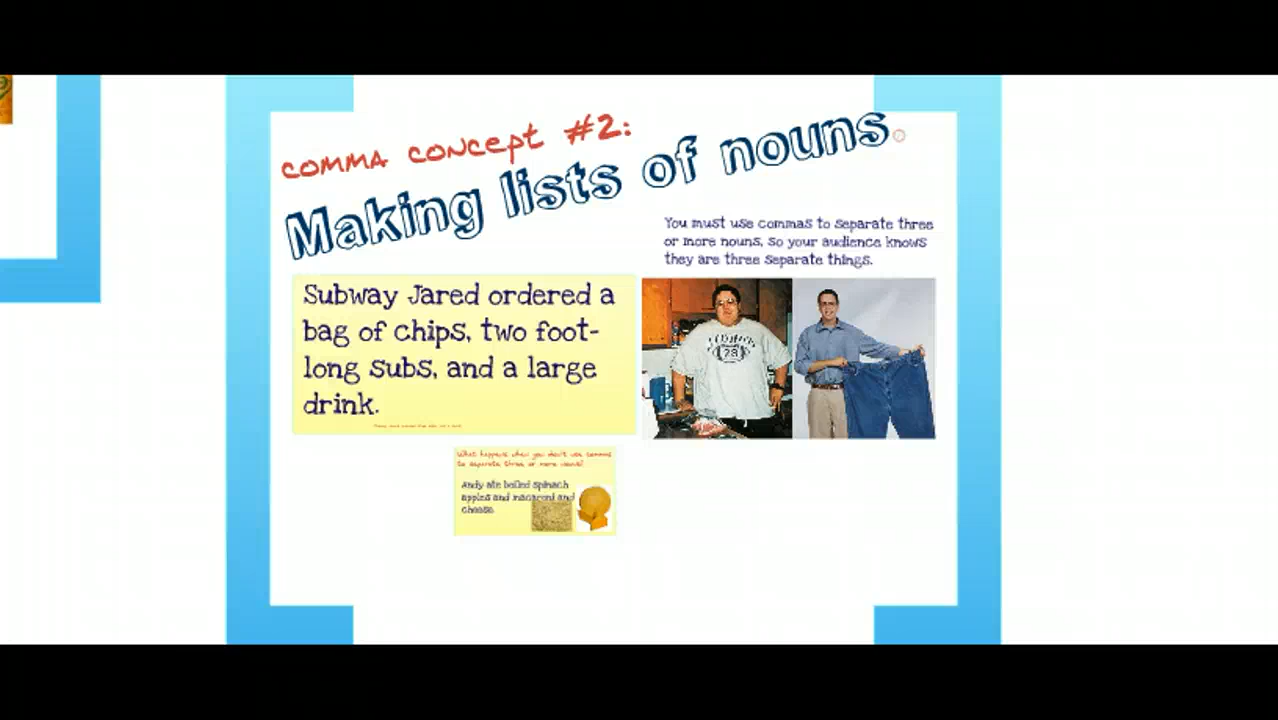 COMMA CONCEPT #2:
Making lists of nouns.
You must use commas to separate three
or more nouns, so your audience knows
they are three separate things.
Subway Jared ordered a
bag of chips, two foot-
long subs, and a large
drink.
28
What happens when you don't use commas
to separate three or more nouns?
Andy ate boiled spinach
apples and macaroni and
cheese